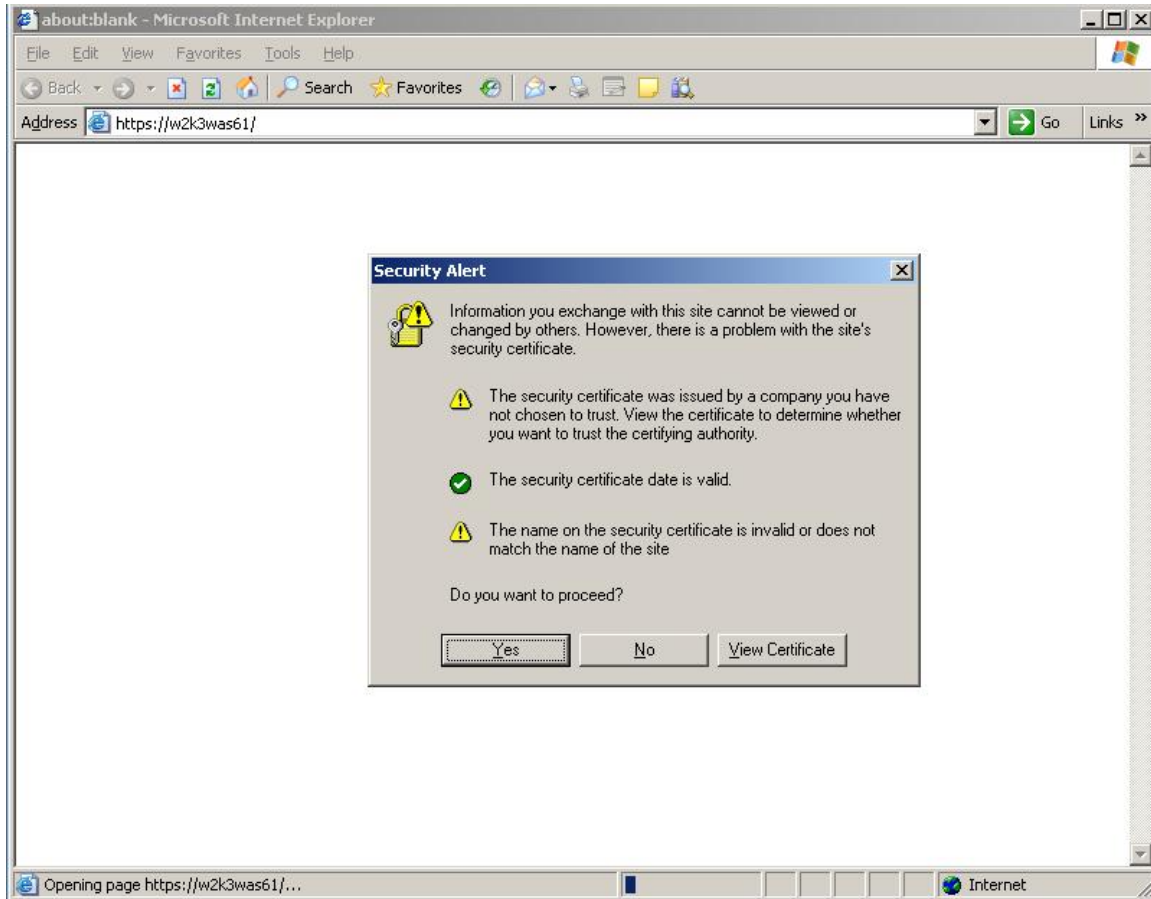 about:blank - Microsoft Internet Explorer
File Edit View Favorites Tools Help
Back Search Favorites
Address https://w2k3was61/ Go Links »
Security Alert
Information you exchange with this site cannot be viewed or
changed by others. However, there is a problem with the site's
security certificate.
The security certificate was issued by a company you have
not chosen to trust. View the certificate to determine whether
you want to trust the certifying authority.
The security certificate date is valid.
The name on the security certificate is invalid or does not
match the name of the site
Do you want to proceed?
Yes No View Certificate
Opening page https://w2k3was61/... Internet